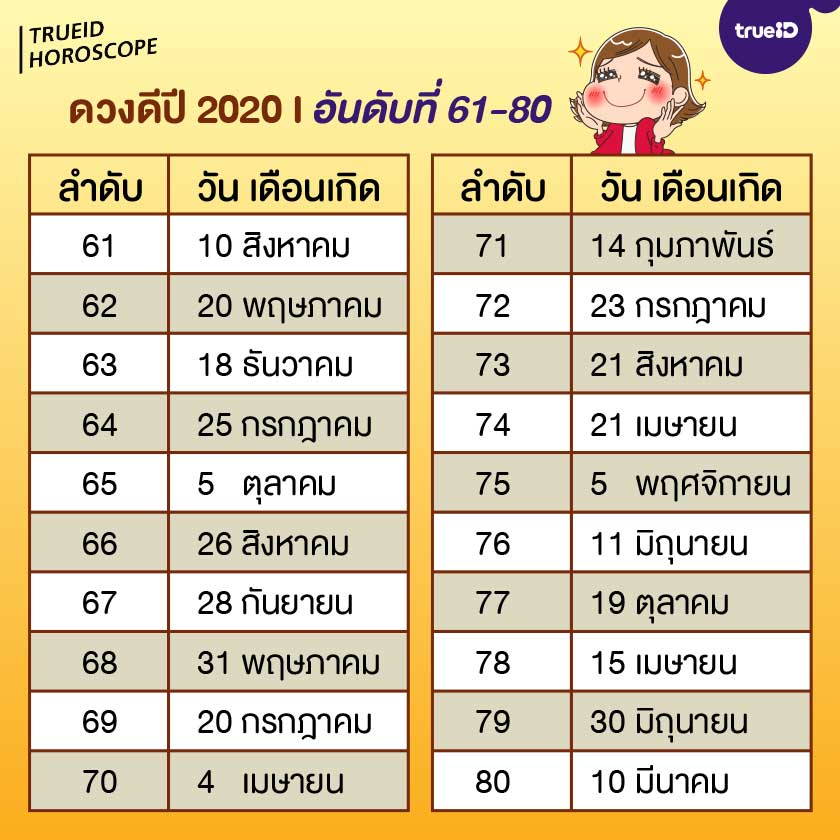 TRUEID
HOROSCOPE
trueID
ดวงดีปี 2020 | อันดับที่ 61-80
ลำดับ วัน เดือนเกิด
61 10 สิงหาคม
62 20 พฤษภาคม
63 18 ธันวาคม
64 25 กรกฎาคม
65 5 ตุลาคม
66 26 สิงหาคม
67 28 กันยายน
68 31 พฤษภาคม
69 20 กรกฎาคม
70 4 เมษายน
ลำดับ วัน เดือนเกิด
71 14 กุมภาพันธ์
72 23 กรกฎาคม
73 21 สิงหาคม
74 21 เมษายน
75 5 พฤศจิกายน
76 11 มิถุนายน
77 19 ตุลาคม
78 15 เมษายน
79 30 มิถุนายน
80 10 มีนาคม